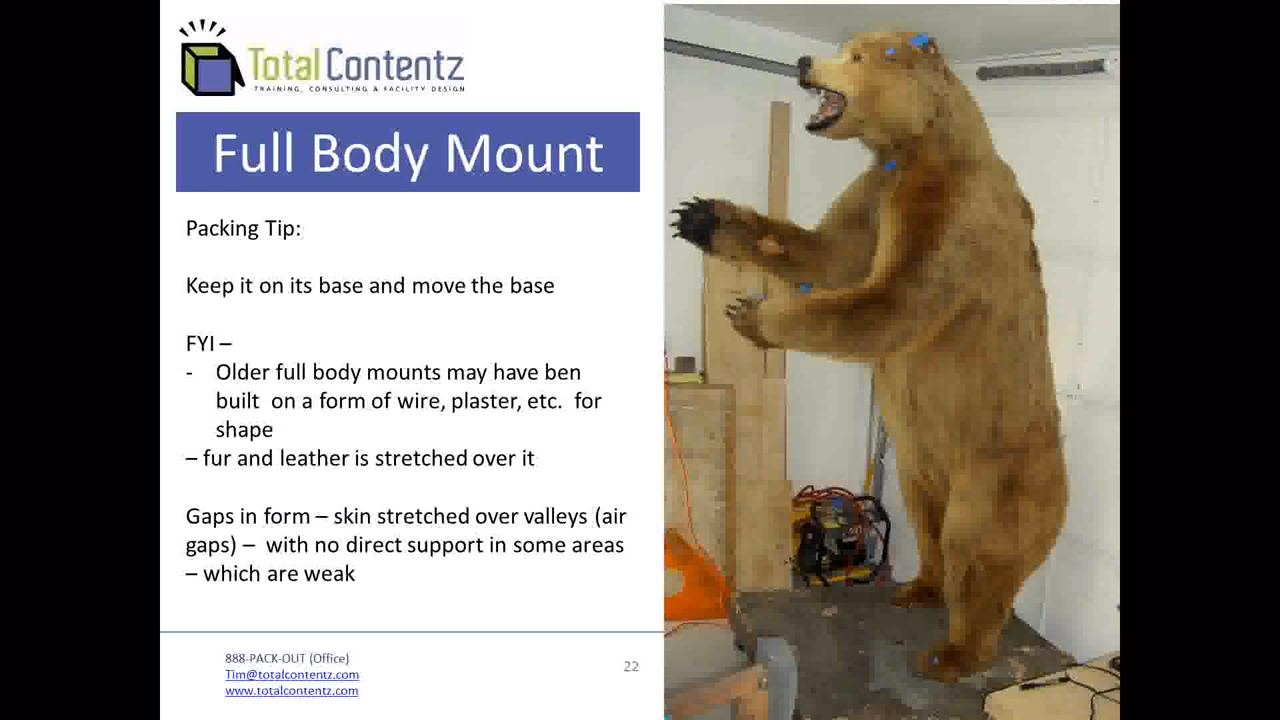 Total Contentz
TRAINING, CONSULTING & FACILITY DESIGN
Full Body Mount
Packing Tip:
Keep it on its base and move the base
FYI –
- Older full body mounts may have ben
built on a form of wire, plaster, etc. for
shape
– fur and leather is stretched over it
Gaps in form – skin stretched over valleys (air
gaps) – with no direct support in some areas
– which are weak
888-PACK-OUT (Office)
Tim@totalcontentz.com
www.totalcontentz.com
22